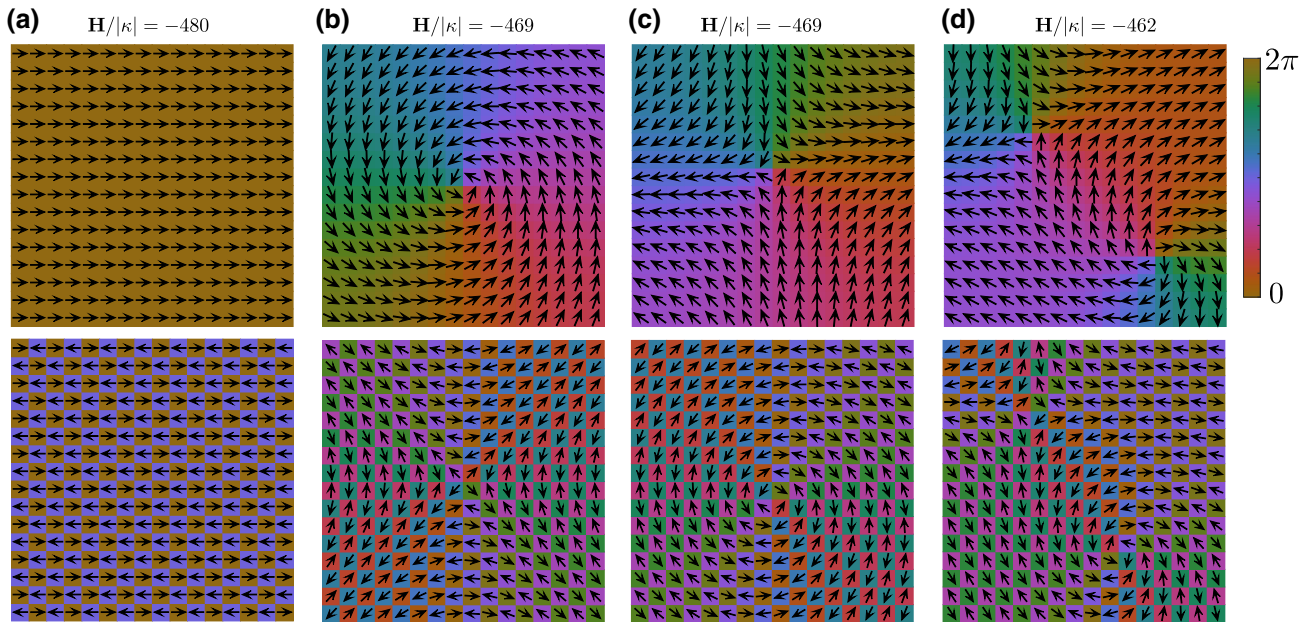 (a) H/|κ| = −480
(b) H/|κ| = −469
(c) H/|κ| = −469
(d) H/|κ| = −462
2π
0